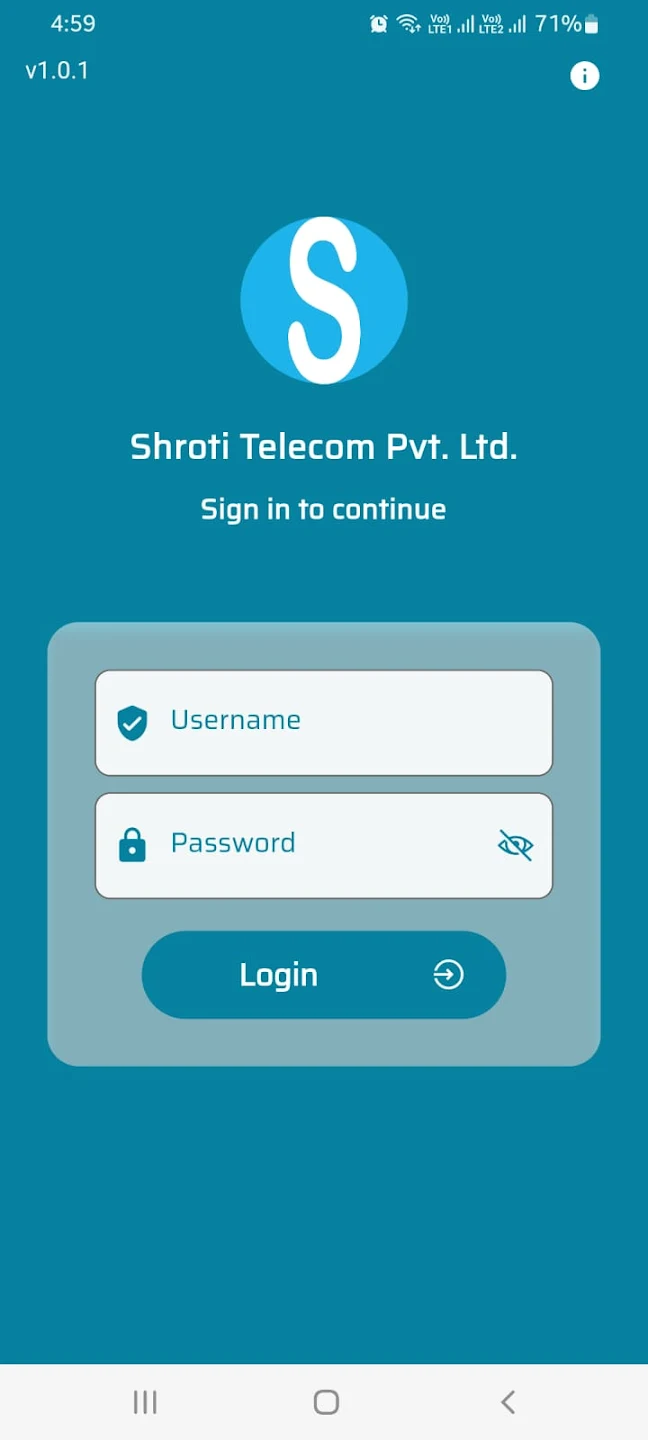 4:59
Vo)) LTE1 Vo)) LTE2 71%
v1.0.1
i
S
Shroti Telecom Pvt. Ltd.
Sign in to continue
Username
Password
Login